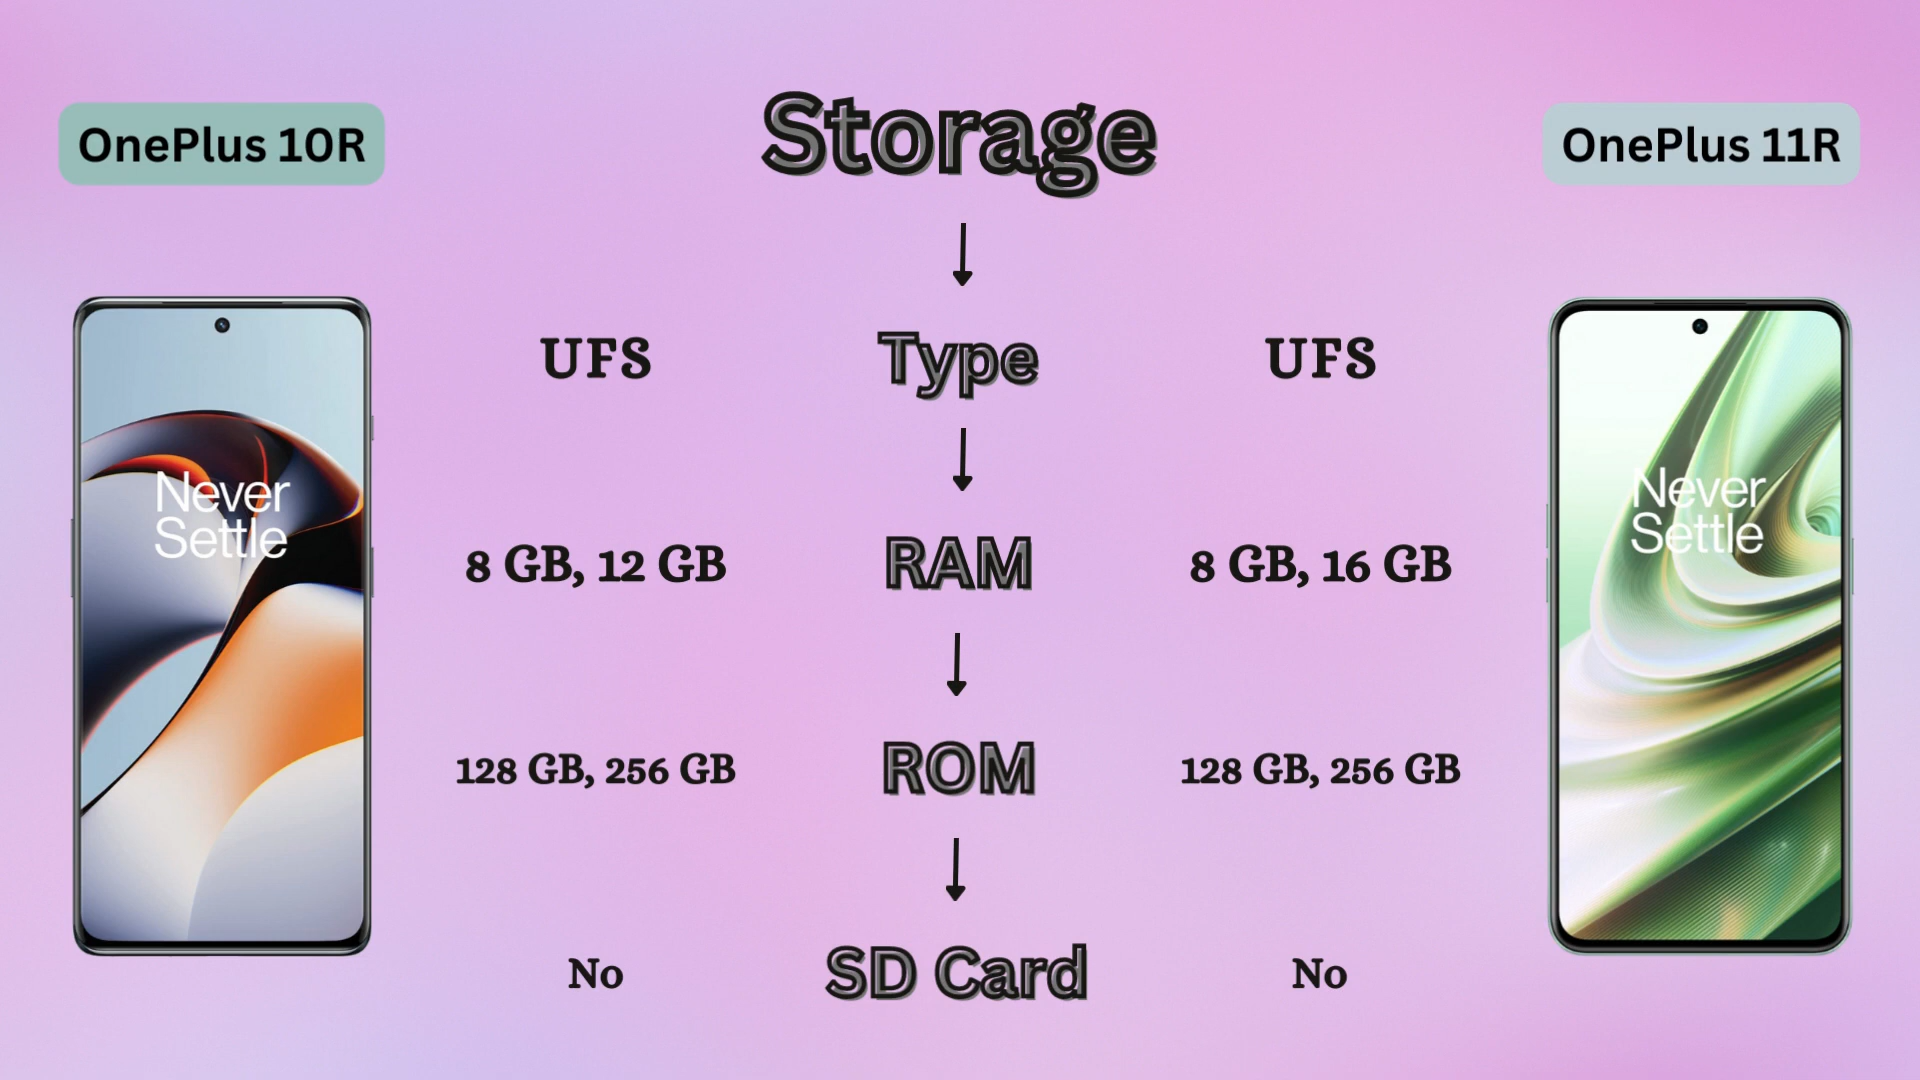 OnePlus 10R
Storage
OnePlus 11R
UFS
Type
UFS
Never
Settle
Never
Settle
8 GB, 12 GB
RAM
8 GB, 16 GB
128 GB, 256 GB
ROM
128 GB, 256 GB
No
SD Card
No